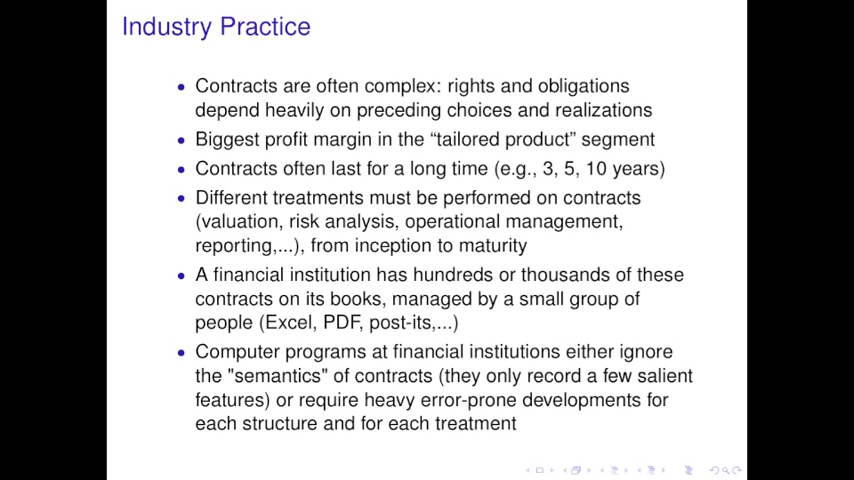 Industry Practice
• Contracts are often complex: rights and obligations
depend heavily on preceding choices and realizations
• Biggest profit margin in the “tailored product” segment
• Contracts often last for a long time (e.g., 3, 5, 10 years)
• Different treatments must be performed on contracts
(valuation, risk analysis, operational management,
reporting,...), from inception to maturity
• A financial institution has hundreds or thousands of these
contracts on its books, managed by a small group of
people (Excel, PDF, post-its,...)
• Computer programs at financial institutions either ignore
the "semantics" of contracts (they only record a few salient
features) or require heavy error-prone developments for
each structure and for each treatment